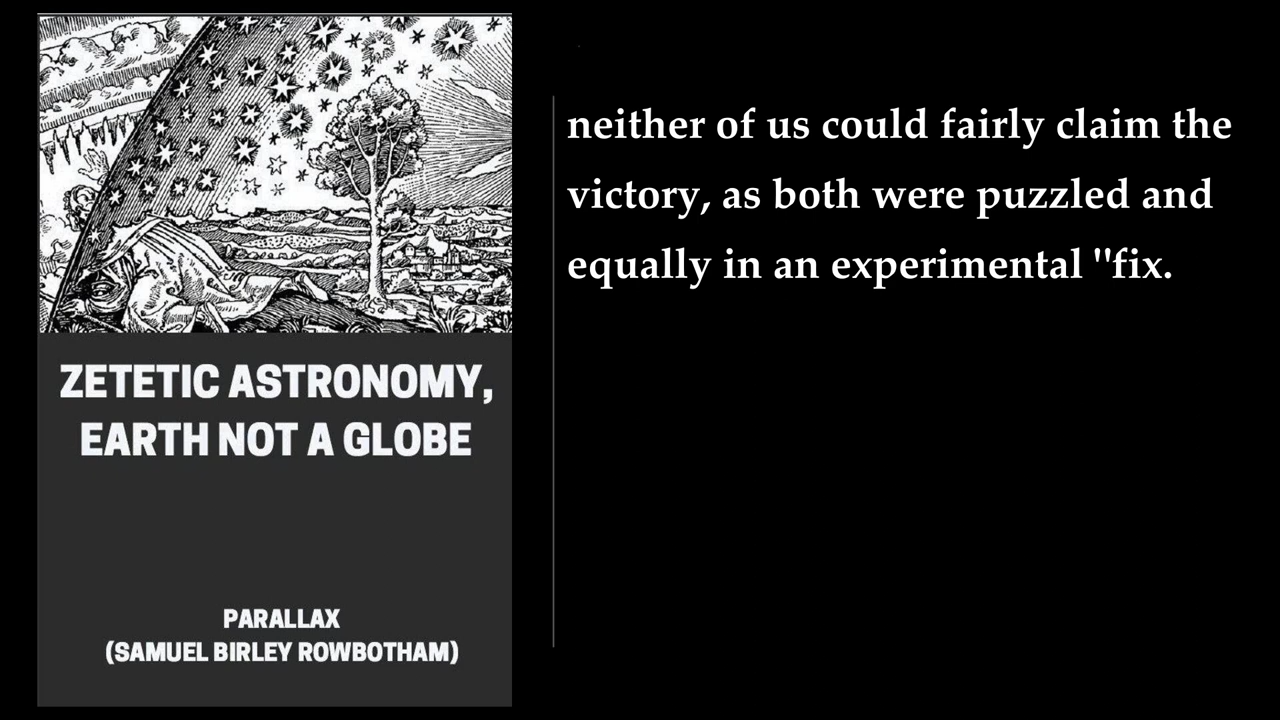 ZETETIC ASTRONOMY,
EARTH NOT A GLOBE
PARALLAX
(SAMUEL BIRLEY ROWBOTHAM)
neither of us could fairly claim the
victory, as both were puzzled and
equally in an experimental "fix.